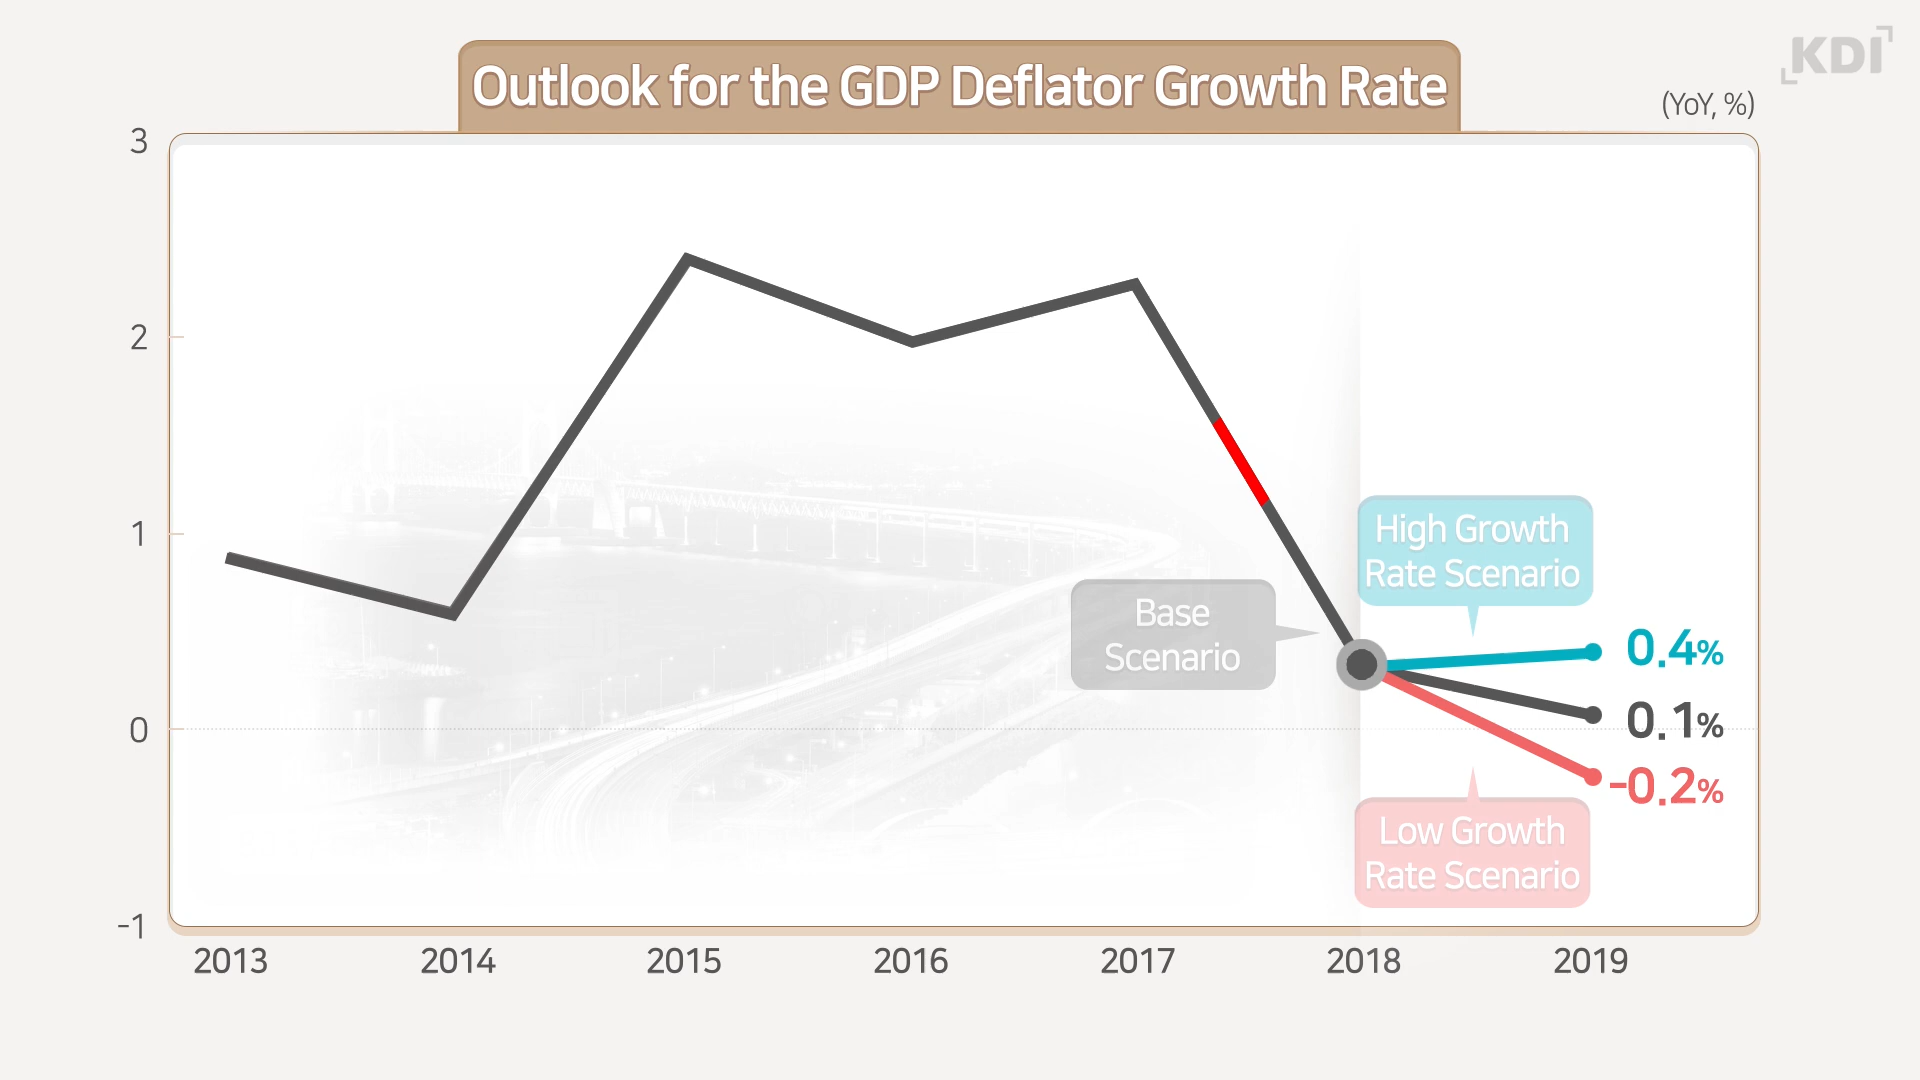 KDI
Outlook for the GDP Deflator Growth Rate
(YoY, %)
3
2
1
0
-1
High Growth
Rate Scenario
Base
Scenario
0.4%
0.1%
-0.2%
Low Growth
Rate Scenario
2013 2014 2015 2016 2017 2018 2019